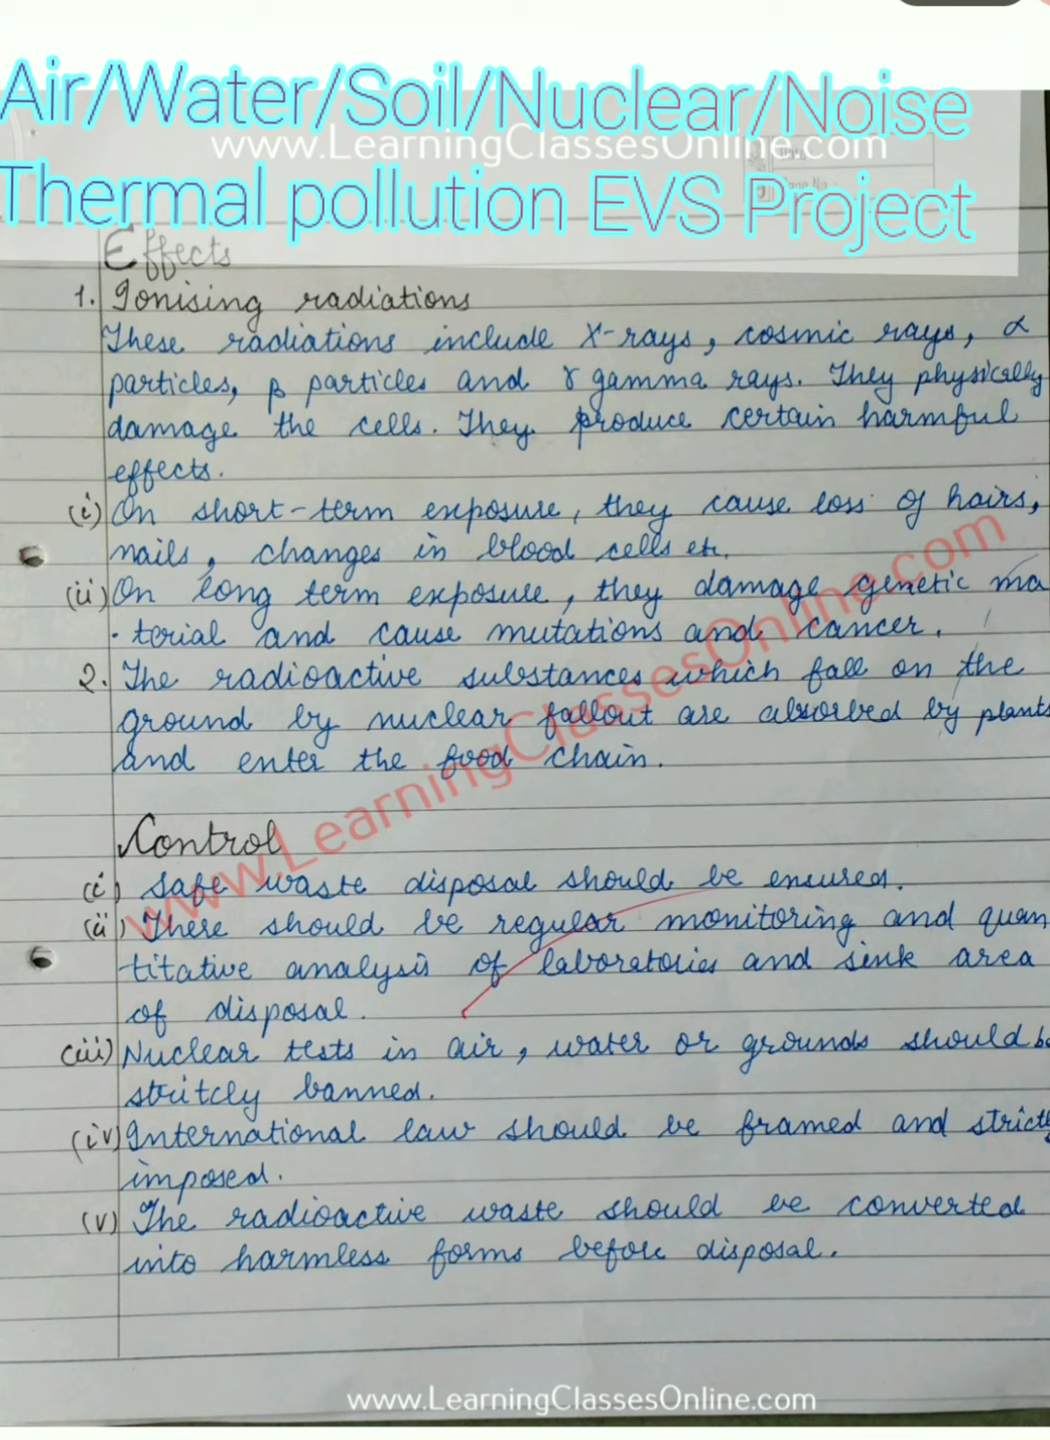 Air/Water/Soil/Nuclear/Noise
www.LearningClassesOnline.com
Thermal pollution EVS Project
Effects
1. Ionising radiations
These radiations include X-rays, cosmic rays, α
particles, β particles and γ gamma rays. They physically
damage the cells. They produce certain harmful
effects.
(i) On short-term exposure, they cause loss of hairs,
nails, changes in blood cells etc.
(ii) On long term exposure, they damage genetic ma
terial and cause mutations and cancer.
2. The radioactive substances which fall on the
ground by nuclear fallout are absorbed by plants
and enter the food chain.
www.LearningClassesOnline.com
Control
(i) Safe waste disposal should be ensured.
(ii) There should be regular monitoring and quan
titative analysis of laboratories and sink area
of disposal.
(iii) Nuclear tests in air, water or grounds should be
stritcly banned.
(iv) International law should be framed and strictly
imposed.
(v) The radioactive waste should be converted
into harmless forms before disposal.
www.LearningClassesOnline.com